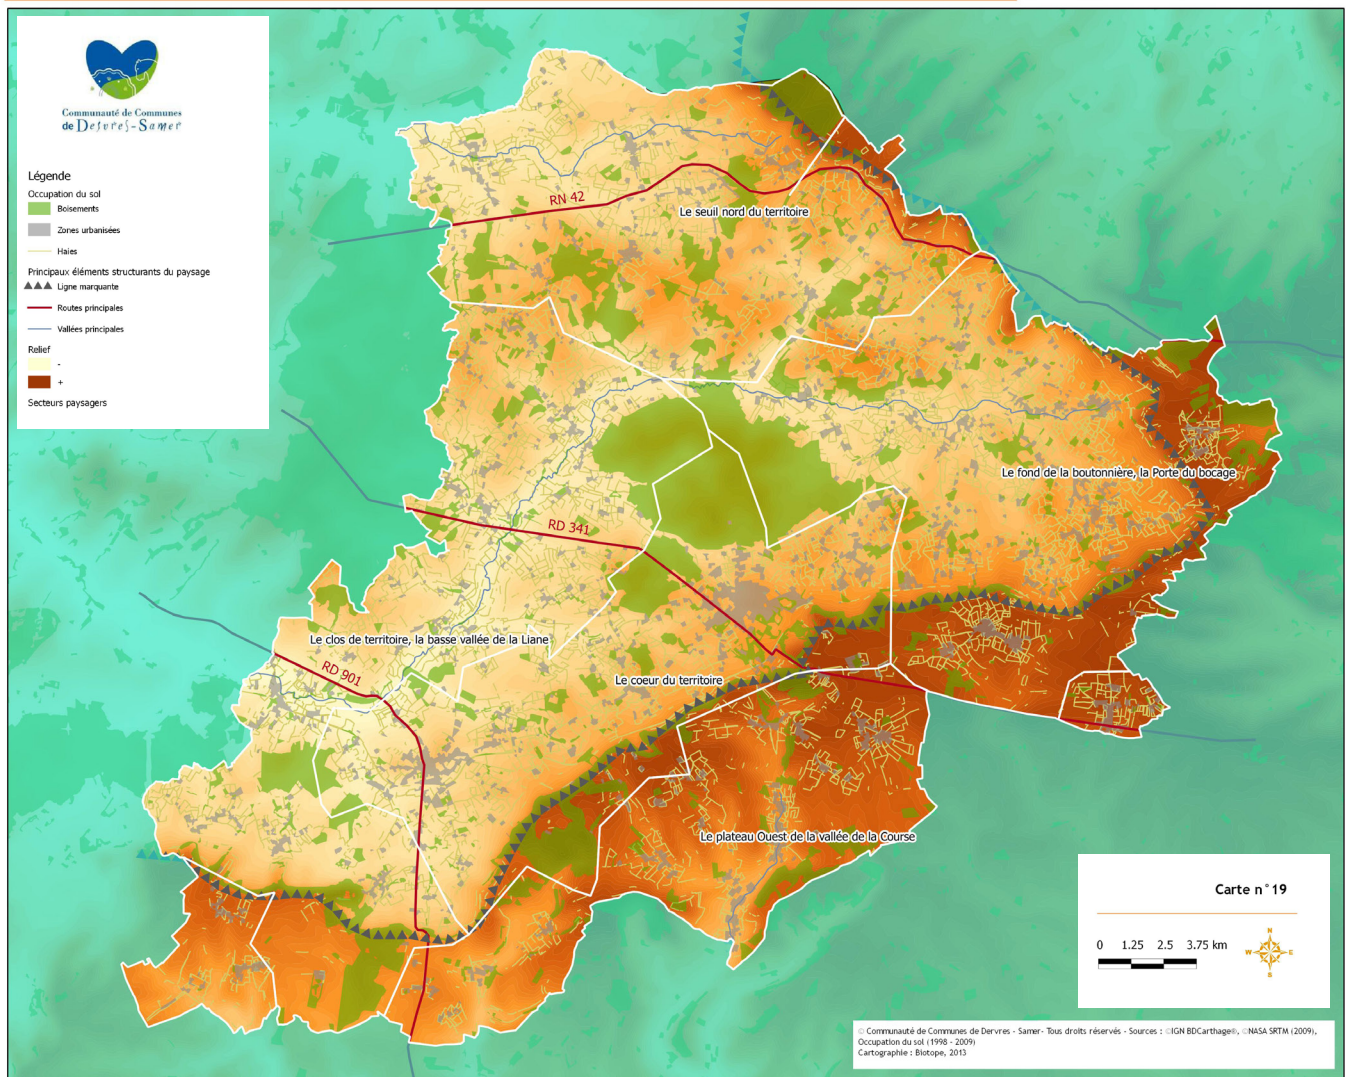 Communauté de Communes
de Desvres-Samer
Légende
Occupation du sol
Boisements
Zones urbanisées
Haies
Principaux éléments structurants du paysage
Ligne marquante
Routes principales
Vallées principales
Relief
-
+
Secteurs paysagers
RN 42
Le seuil nord du territoire
Le fond de la boutonnière, la Porte du bocage
RD 341
Le clos de territoire, la basse vallée de la Liane
RD 901
Le coeur du territoire
Le plateau Ouest de la vallée de la Course
Carte n°19
0 1.25 2.5 3.75 km
N
W E
S
© Communauté de Communes de Dervres - Samer- Tous droits réservés - Sources : ©IGN BDCarthage®, ©NASA SRTM (2009),
Occupation du sol (1998 - 2009)
Cartographie : Biotope, 2013